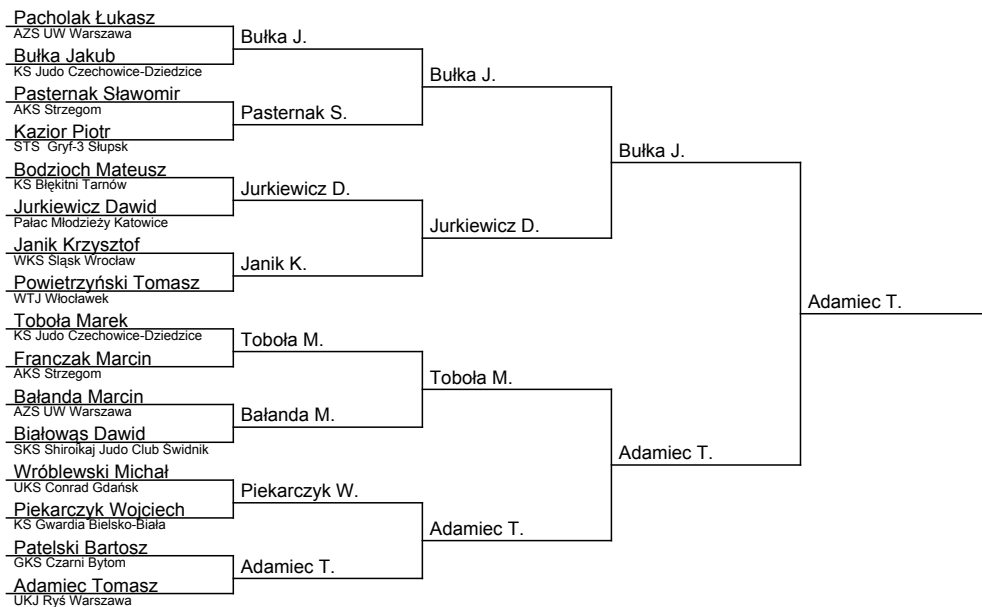 Pacholak Łukasz
AZS UW Warszawa
Bułka Jakub
KS Judo Czechowice-Dziedzice
Pasternak Sławomir
AKS Strzegom
Kazior Piotr
STS Gryf-3 Słupsk
Bodzioch Mateusz
KS Błękitni Tarnów
Jurkiewicz Dawid
Pałac Młodzieży Katowice
Janik Krzysztof
WKS Śląsk Wrocław
Powietrzyński Tomasz
WTJ Włocławek
Toboła Marek
KS Judo Czechowice-Dziedzice
Franczak Marcin
AKS Strzegom
Bałanda Marcin
AZS UW Warszawa
Białowąs Dawid
SKS Shiroikaj Judo Club Świdnik
Wróblewski Michał
UKS Conrad Gdańsk
Piekarczyk Wojciech
KS Gwardia Bielsko-Biała
Patelski Bartosz
GKS Czarni Bytom
Adamiec Tomasz
UKJ Ryś Warszawa
Bułka J.
Pasternak S.
Jurkiewicz D.
Janik K.
Toboła M.
Bałanda M.
Piekarczyk W.
Adamiec T.
Bułka J.
Jurkiewicz D.
Toboła M.
Adamiec T.
Bułka J.
Adamiec T.
Adamiec T.